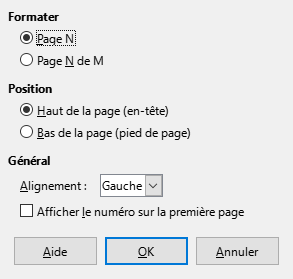 Formater
Page N
Page N de M
Position
Haut de la page (en-tête)
Bas de la page (pied de page)
Général
Alignement : Gauche
Afficher le numéro sur la première page
Aide OK Annuler